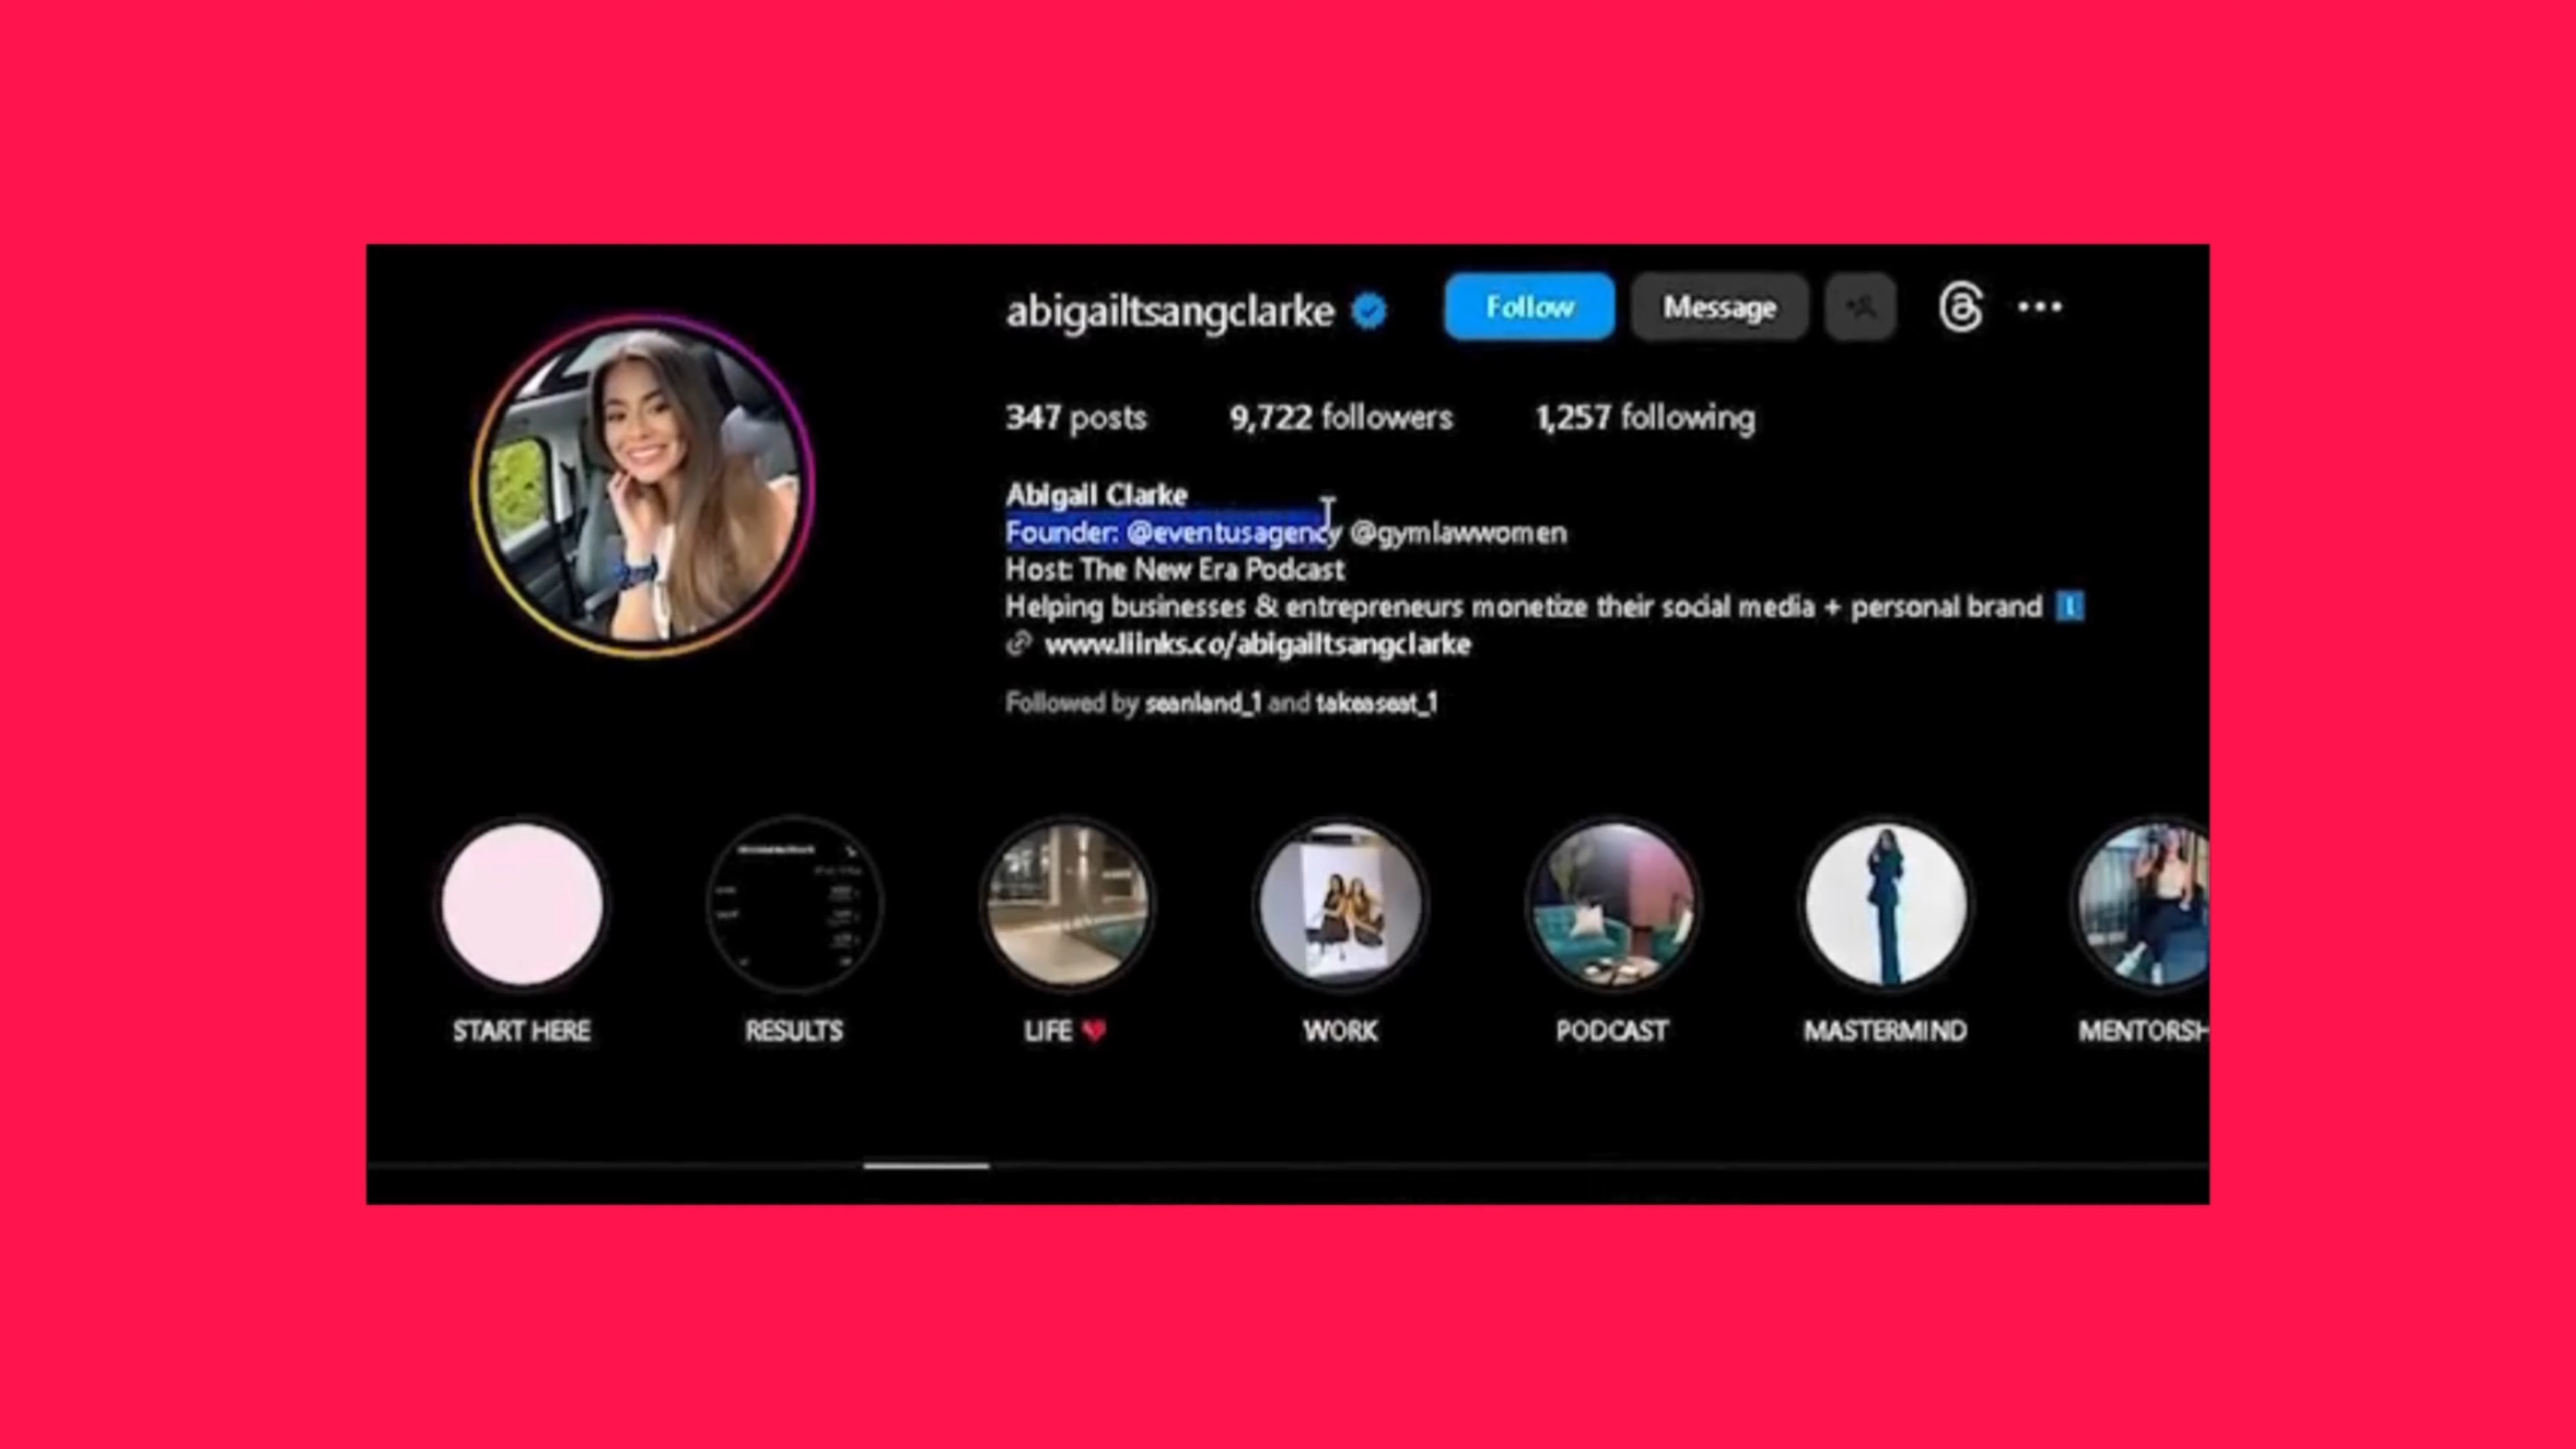 abigailtsangclarke
Follow
Message
347 posts
9,722 followers
1,257 following
Abigail Clarke
Founder: @eventusagency @gymlawwomen
Host: The New Era Podcast
Helping businesses & entrepreneurs monetize their social media + personal brand
www.liinks.co/abigailtsangclarke
Followed by seanland_1 and takeaseat_1
START HERE
RESULTS
LIFE
WORK
PODCAST
MASTERMIND
MENTORSH